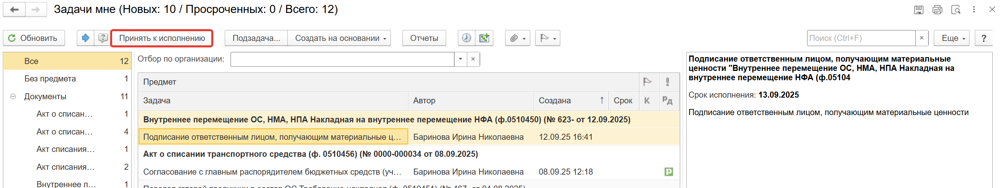 Задачи мне (Новых: 10 / Просроченных: 0 / Всего: 12)
Обновить
Принять к исполнению
Подзадача...
Создать на основании
Отчеты
Поиск (Ctrl+F)
×
Еще
?
Все 12
Без предмета 1
Документы 11
Акт о списан... 1
Акт о списан... 4
Акт списания... 1
Акт списания... 2
Внутреннее п... 1
Отбор по организации:
×
Предмет
Задача Автор Создана ↑ Срок К Рд
Внутреннее перемещение ОС, НМА, НПА Накладная на внутреннее перемещение НФА (ф.0510450) (№ 623- от 12.09.2025)
Подписание ответственным лицом, получающим материальные ц... Баринова Ирина Николаевна 12.09.25 16:41
Акт о списании транспортного средства (ф. 0510456) (№ 0000-000034 от 08.09.2025)
Согласование с главным распорядителем бюджетных средств (уч... Баринова Ирина Николаевна 08.09.25 12:18 P
Перевод готовой продукции в состав ОС Требование-накладная (ф. 0510451) (№ 467- от 04.08.2025)
Подписание ответственным лицом, получающим материальные
ценности "Внутреннее перемещение ОС, НМА, НПА Накладная на
внутреннее перемещение НФА (ф.05104
Срок исполнения: 13.09.2025
Подписание ответственным лицом, получающим материальные ценности